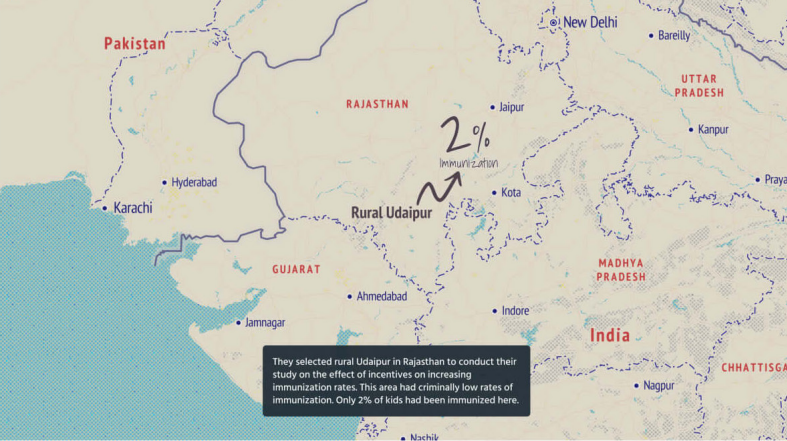 New Delhi
Pakistan
Bareilly
UTTAR
PRADESH
RAJASTHAN
Jaipur
2%
Immunization
Kanpur
Hyderabad
Kota
Praya
Karachi
Rural Udaipur
GUJARAT
MADHYA
PRADESH
Ahmedabad
Indore
Jamnagar
India
They selected rural Udaipur in Rajasthan to conduct their
study on the effect of incentives on increasing
immunization rates. This area had criminally low rates of
immunization. Only 2% of kids had been immunized here.
CHHATTISGA
Nagpur
Nashik